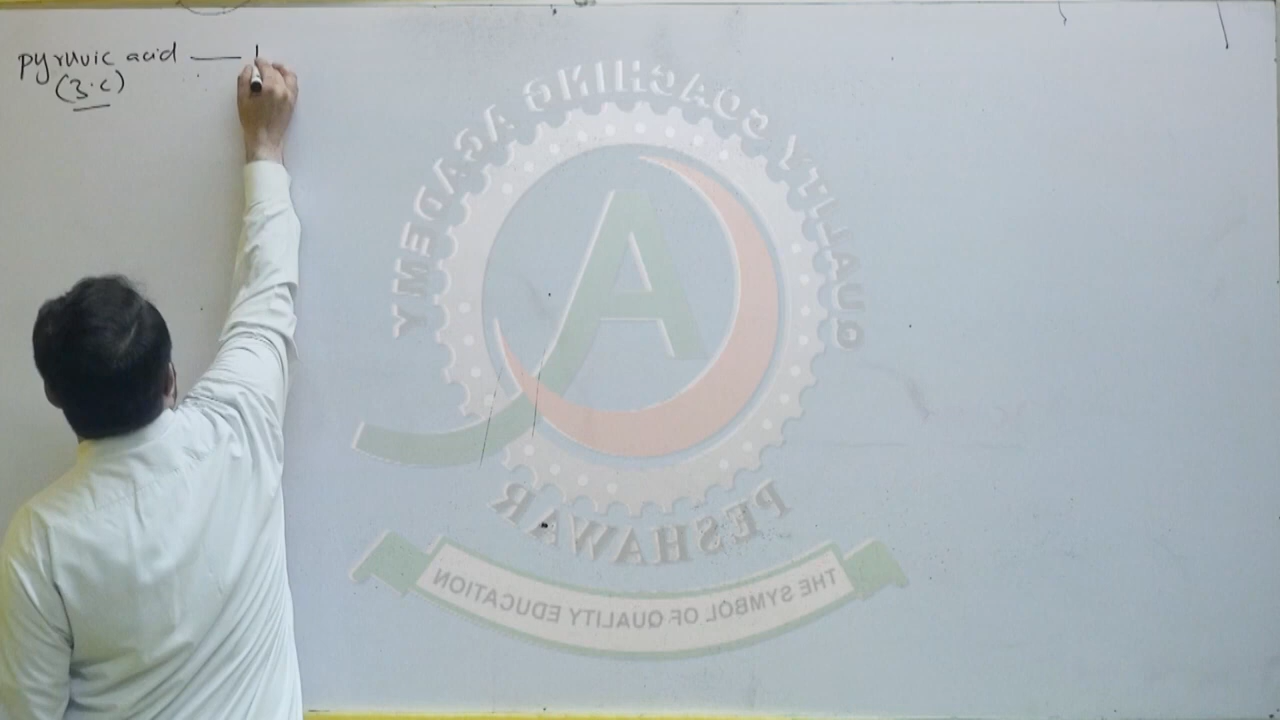 pyruvic acid —
(3.C)
QUALITY COACHING ACADEMY
PESHAWAR
THE SYMBOL OF QUALITY EDUCATION